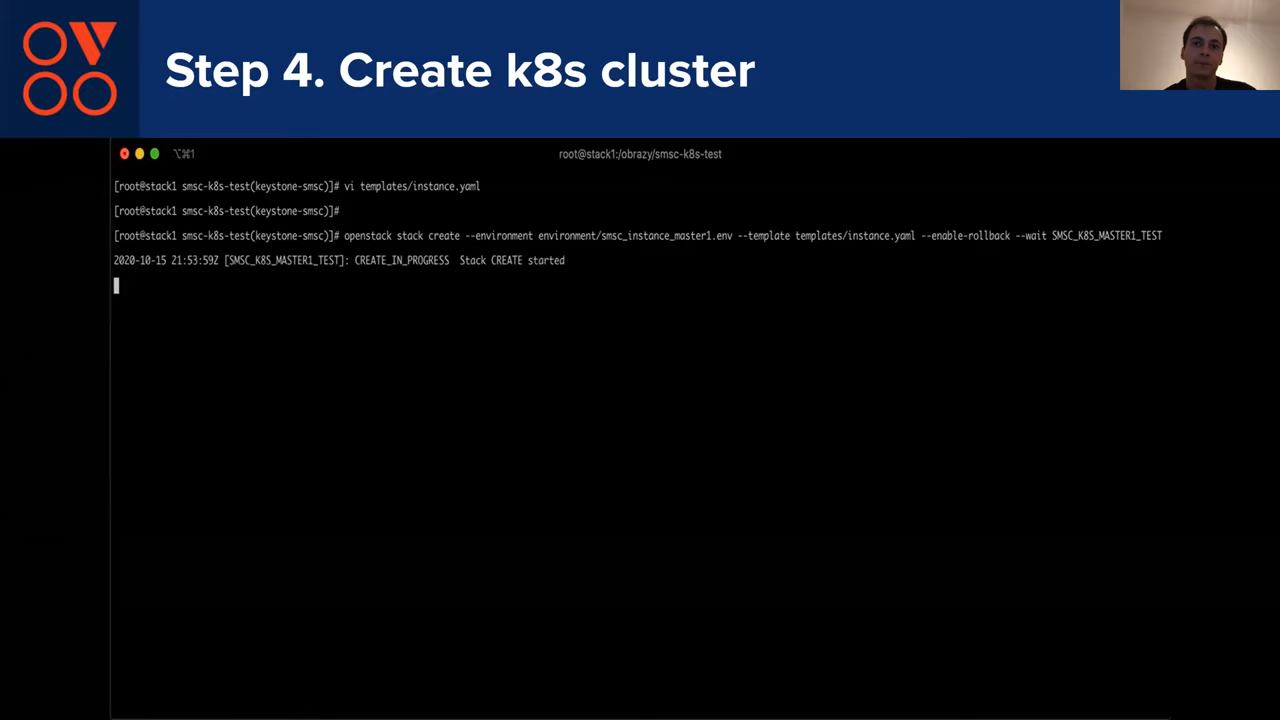 OVOO
Step 4. Create k8s cluster
⌥⌘1
root@stack1:/obrazy/smsc-k8s-test
[root@stack1 smsc-k8s-test(keystone-smsc)]# vi templates/instance.yaml
[root@stack1 smsc-k8s-test(keystone-smsc)]#
[root@stack1 smsc-k8s-test(keystone-smsc)]# openstack stack create --environment environment/smsc_instance_master1.env --template templates/instance.yaml --enable-rollback --wait SMSC_K8S_MASTER1_TEST
2020-10-15 21:53:59Z [SMSC_K8S_MASTER1_TEST]: CREATE_IN_PROGRESS  Stack CREATE started